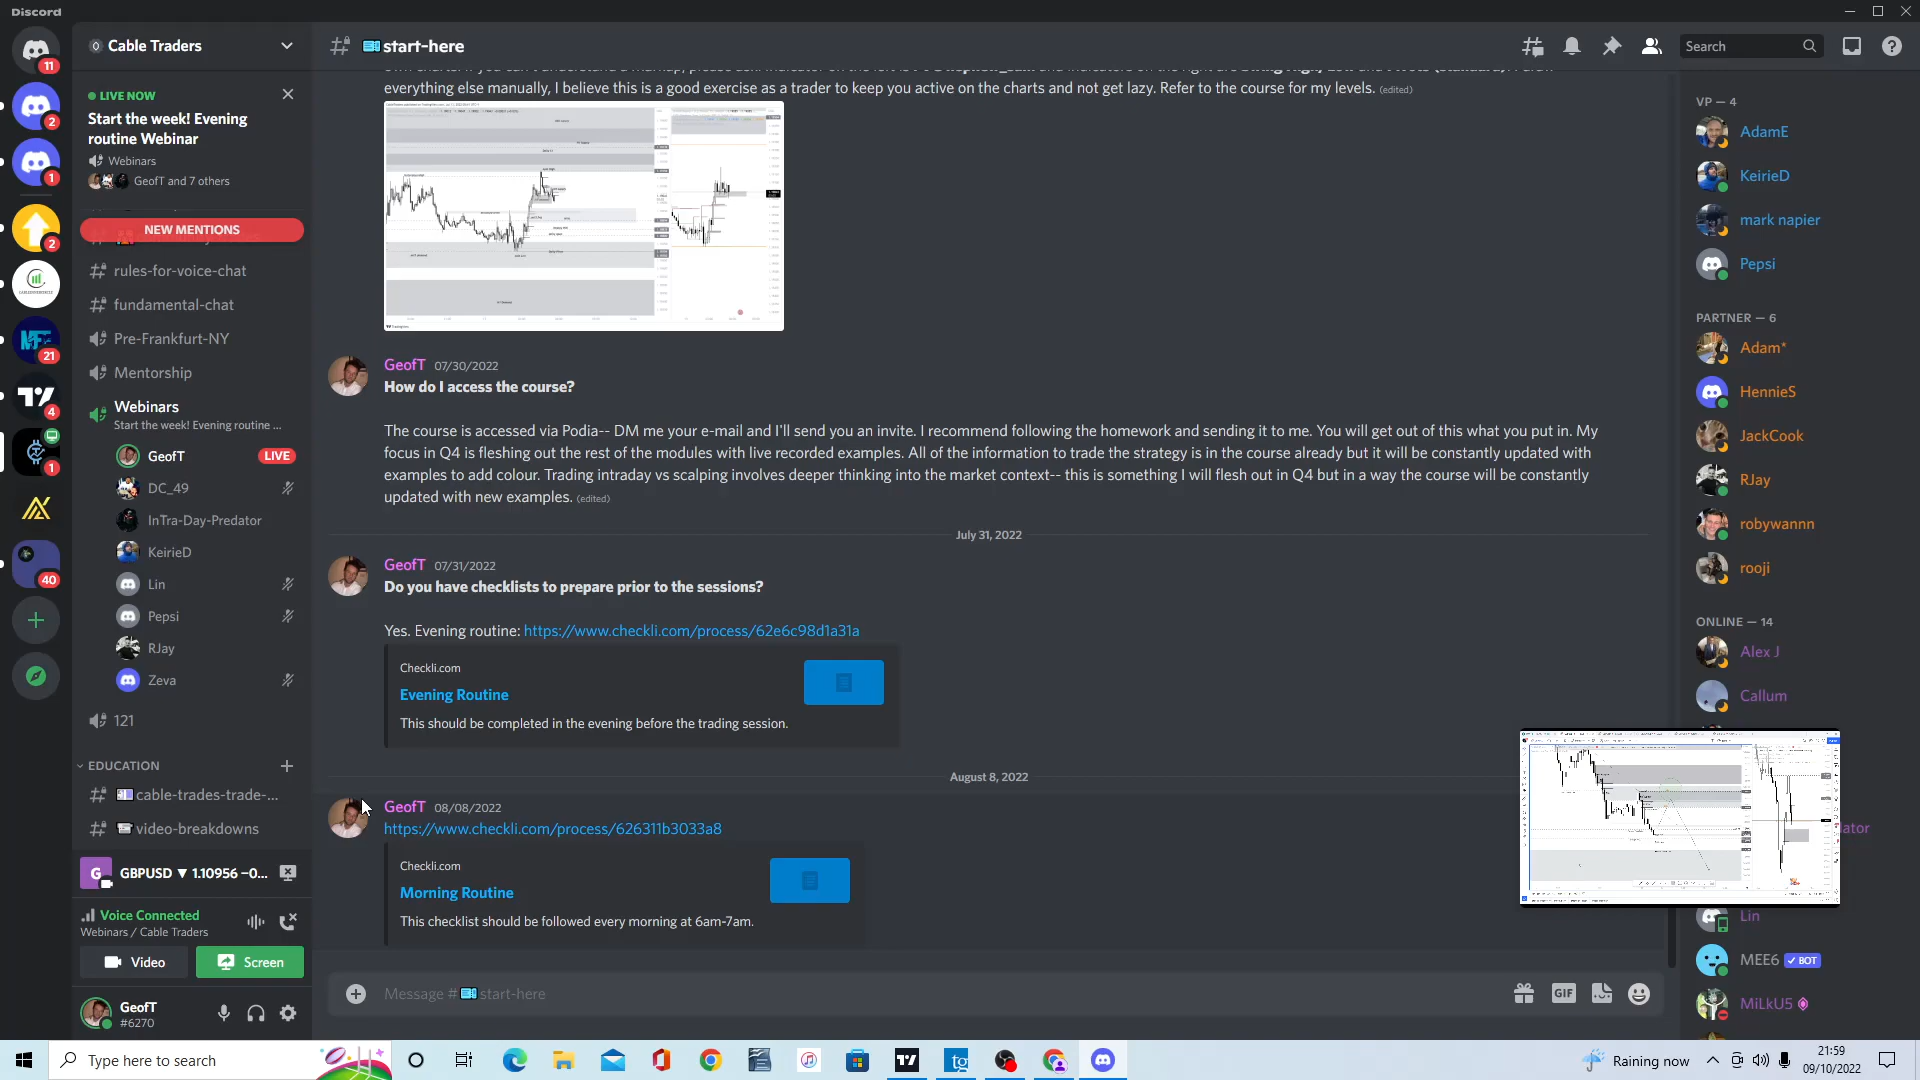 Discord
Cable Traders
start-here
Search
LIVE NOW
Start the week! Evening
routine Webinar
Webinars
GeofT and 7 others
NEW MENTIONS
rules-for-voice-chat
fundamental-chat
Pre-Frankfurt-NY
Mentorship
Webinars
Start the week! Evening routine ...
GeofT
LIVE
DC_49
InTra-Day-Predator
KeirieD
Lin
Pepsi
RJay
Zeva
121
EDUCATION
cable-trades-trade-...
video-breakdowns
GBPUSD ▼ 1.10956 −0...
Voice Connected
Webinars / Cable Traders
Video
Screen
GeofT
#6270
11
2
1
2
21
4
1
40
everything else manually, I believe this is a good exercise as a trader to keep you active on the charts and not get lazy. Refer to the course for my levels. (edited)
GeofT 07/30/2022
How do I access the course?
The course is accessed via Podia-- DM me your e-mail and I'll send you an invite. I recommend following the homework and sending it to me. You will get out of this what you put in. My
focus in Q4 is fleshing out the rest of the modules with live recorded examples. All of the information to trade the strategy is in the course already but it will be constantly updated with
examples to add colour. Trading intraday vs scalping involves deeper thinking into the market context-- this is something I will flesh out in Q4 but in a way the course will be constantly
updated with new examples. (edited)
July 31, 2022
GeofT 07/31/2022
Do you have checklists to prepare prior to the sessions?
Yes. Evening routine: https://www.checkli.com/process/62e6c98d1a31a
Checkli.com
Evening Routine
This should be completed in the evening before the trading session.
August 8, 2022
GeofT 08/08/2022
https://www.checkli.com/process/626311b3033a8
Checkli.com
Morning Routine
This checklist should be followed every morning at 6am-7am.
Message # start-here
GIF
VP — 4
AdamE
KeirieD
mark napier
Pepsi
PARTNER — 6
Adam*
HennieS
JackCook
RJay
robywannn
rooji
ONLINE — 14
Alex J
Callum
ator
Lin
MEE6 ✓ BOT
MiLkU5
Type here to search
tg
Raining now
21:59
09/10/2022